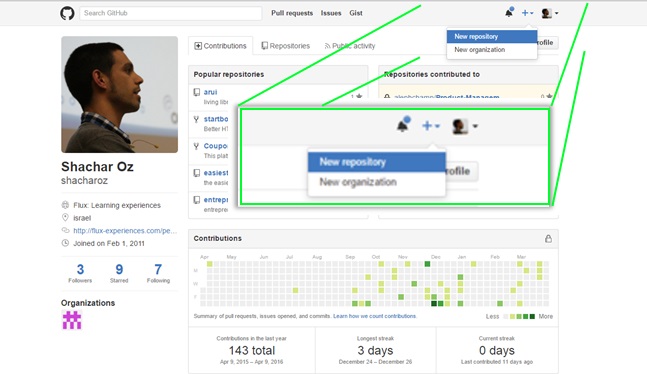 Search GitHub
Pull requests Issues Gist
New repository
New organization
rofile
Contributions Repositories Public activity
Popular repositories
Repositories contributed to
arui
living lib
1
startbo
Better H
Coupo
This plat
easiest
the easie
entrepr
entrepre
alephchamp/Product-Managem
0
New repository
New organization
rofile
Shachar Oz
shacharoz
Flux: Learning experiences
israel
http://flux-experiences.com/pe...
Joined on Feb 1, 2011
3 9 7
Followers Starred Following
Organizations
Contributions
Apr May Jun Jul Aug Sep Oct Nov Dec Jan Feb Mar
M
W
F
Summary of pull requests, issues opened, and commits. Learn how we count contributions.
Less More
Contributions in the last year
143 total
Apr 9, 2015 – Apr 9, 2016
Longest streak
3 days
December 24 – December 26
Current streak
0 days
Last contributed 11 days ago